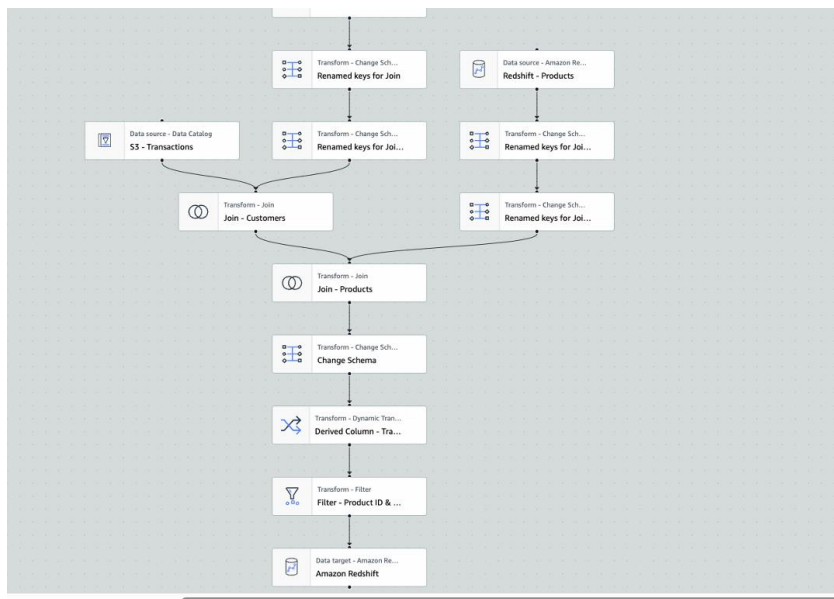 Transform - Change Sch...
Renamed keys for Join
Data source - Amazon Re...
Redshift - Products
Data source - Data Catalog
S3 - Transactions
Transform - Change Sch...
Renamed keys for Joi...
Transform - Change Sch...
Renamed keys for Joi...
Transform - Join
Join - Customers
Transform - Change Sch...
Renamed keys for Joi...
Transform - Join
Join - Products
Transform - Change Sch...
Change Schema
Transform - Dynamic Tran...
Derived Column - Tra...
Transform - Filter
Filter - Product ID & ...
Data target - Amazon Re...
Amazon Redshift